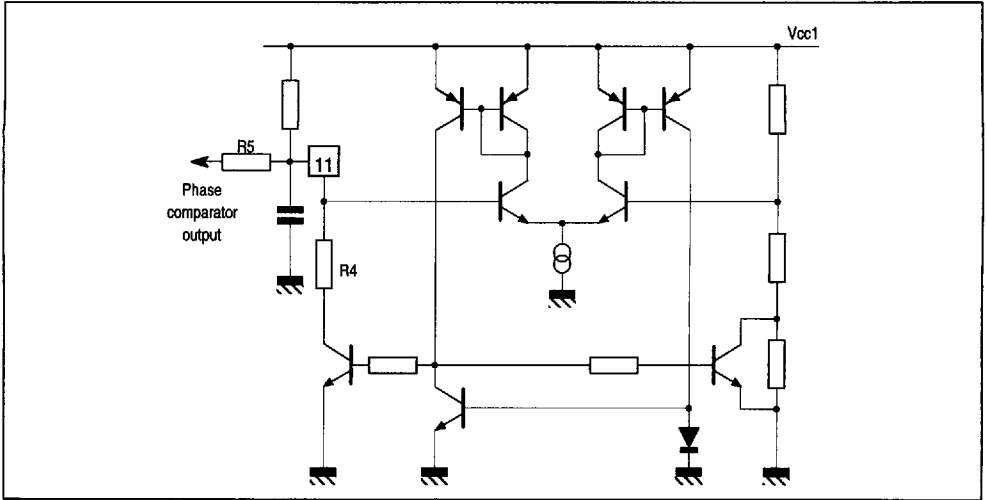 Vcc1
R5
11
Phase
comparator
output
R4